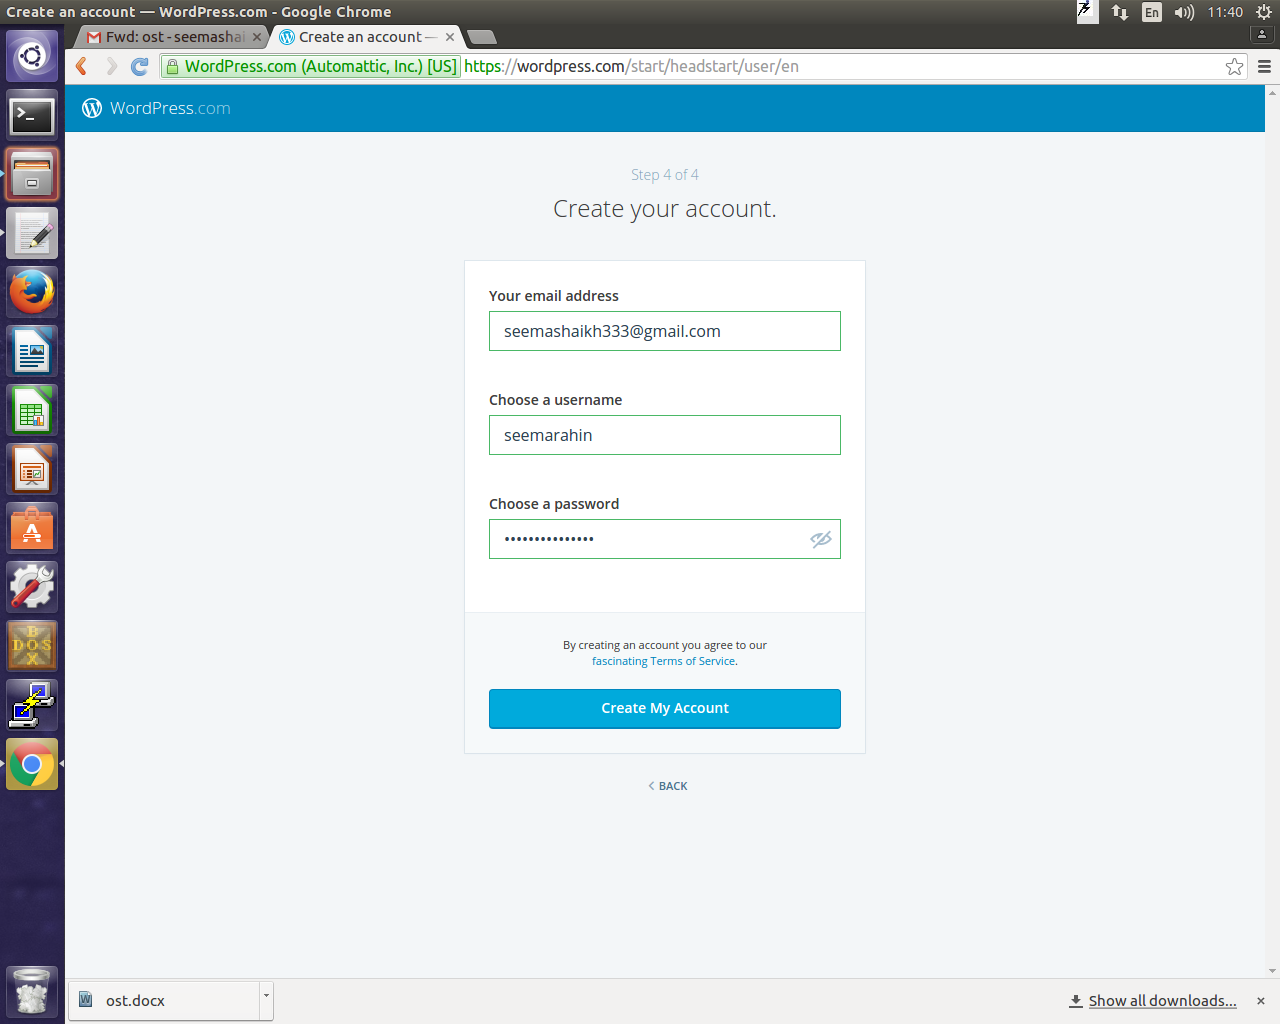 Create an account — WordPress.com - Google Chrome
En
11:40
Fwd: ost - seemashai
Create an account —
WordPress.com (Automattic, Inc.) [US]
https://wordpress.com/start/headstart/user/en
WordPress.com
Step 4 of 4
Create your account.
Your email address
seemashaikh333@gmail.com
Choose a username
seemarahin
Choose a password
•••••••••••••••
By creating an account you agree to our
fascinating Terms of Service.
Create My Account
BACK
ost.docx
Show all downloads...